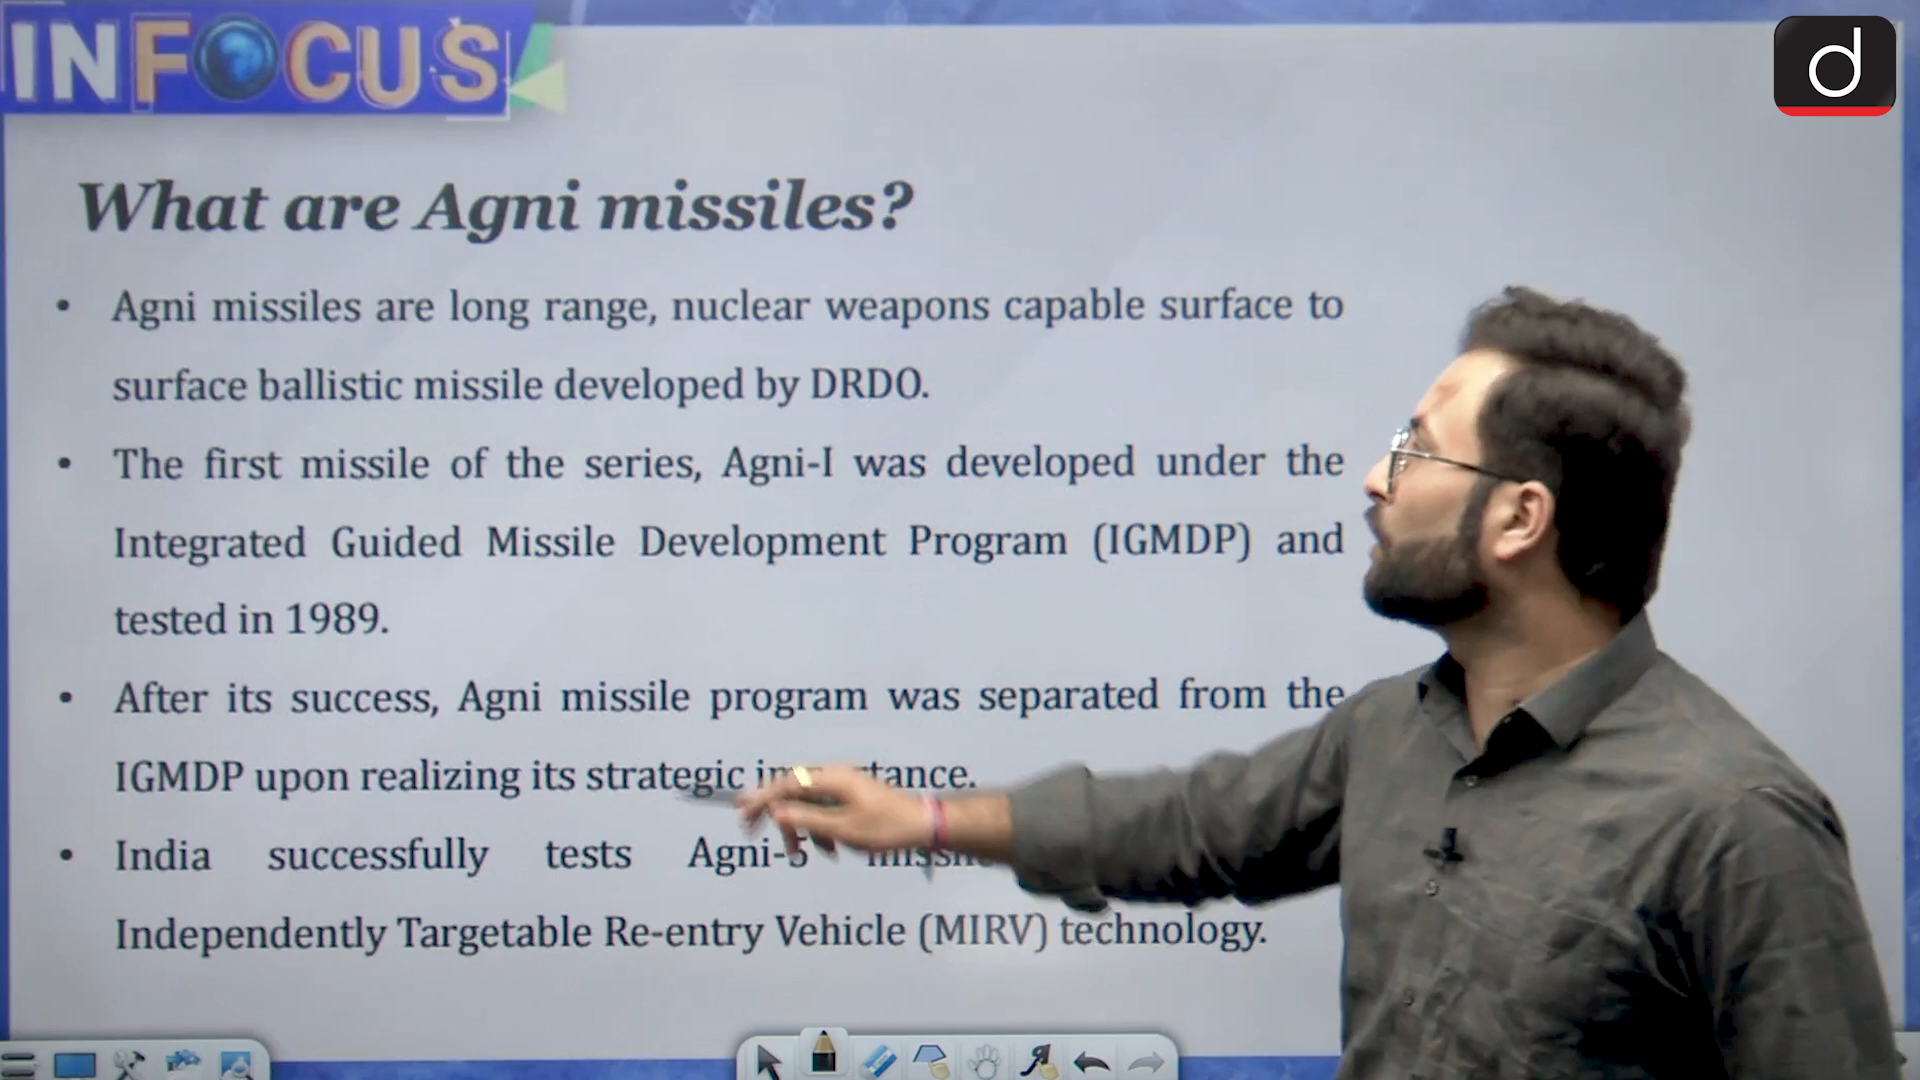 INFOCUS
d
What are Agni missiles?
• Agni missiles are long range, nuclear weapons capable surface to
surface ballistic missile developed by DRDO.
• The first missile of the series, Agni-I was developed under the
Integrated Guided Missile Development Program (IGMDP) and
tested in 1989.
• After its success, Agni missile program was separated from the
IGMDP upon realizing its strategic
• India successfully tests Agni-5
Independently Targetable Re-entry Vehicle (MIRV) technology.